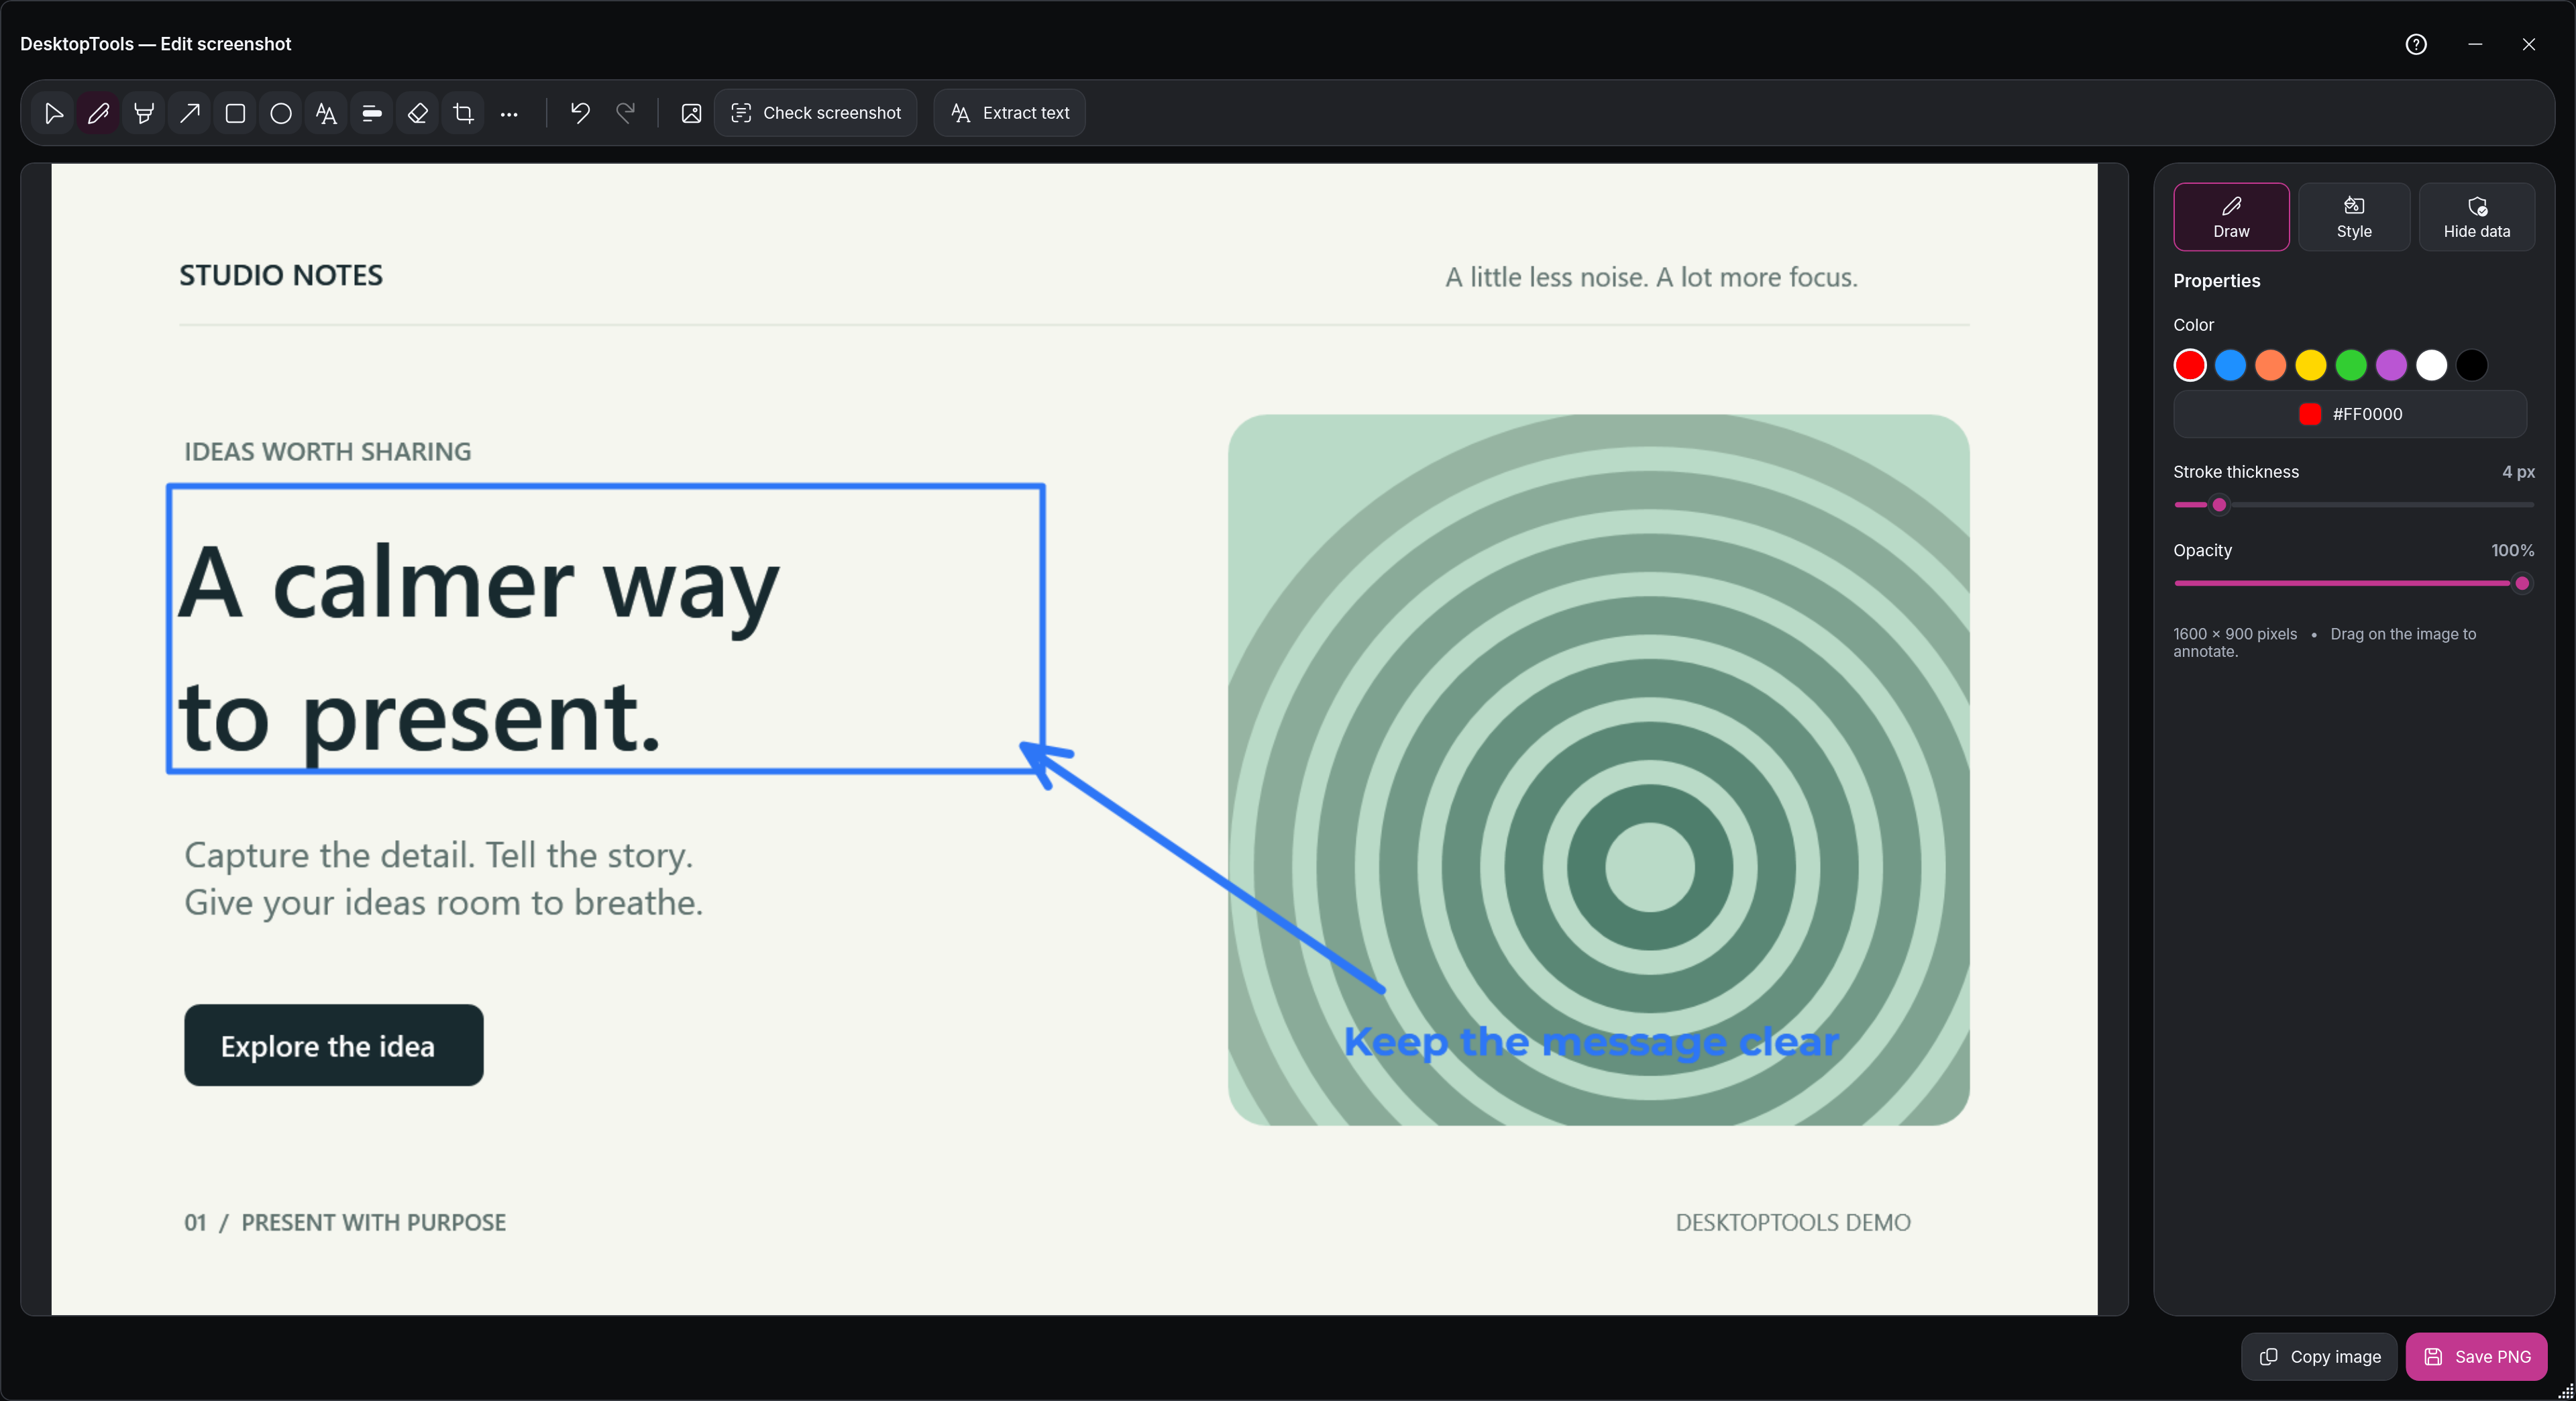 DesktopTools — Edit screenshot
Check screenshot
Extract text
STUDIO NOTES
A little less noise. A lot more focus.
IDEAS WORTH SHARING
A calmer way
to present.
Capture the detail. Tell the story.
Give your ideas room to breathe.
Explore the idea
Keep the message clear
01 / PRESENT WITH PURPOSE
DESKTOPTOOLS DEMO
Draw
Style
Hide data
Properties
Color
#FF0000
Stroke thickness
4 px
Opacity
100%
1600 × 900 pixels • Drag on the image to
annotate.
Copy image
Save PNG